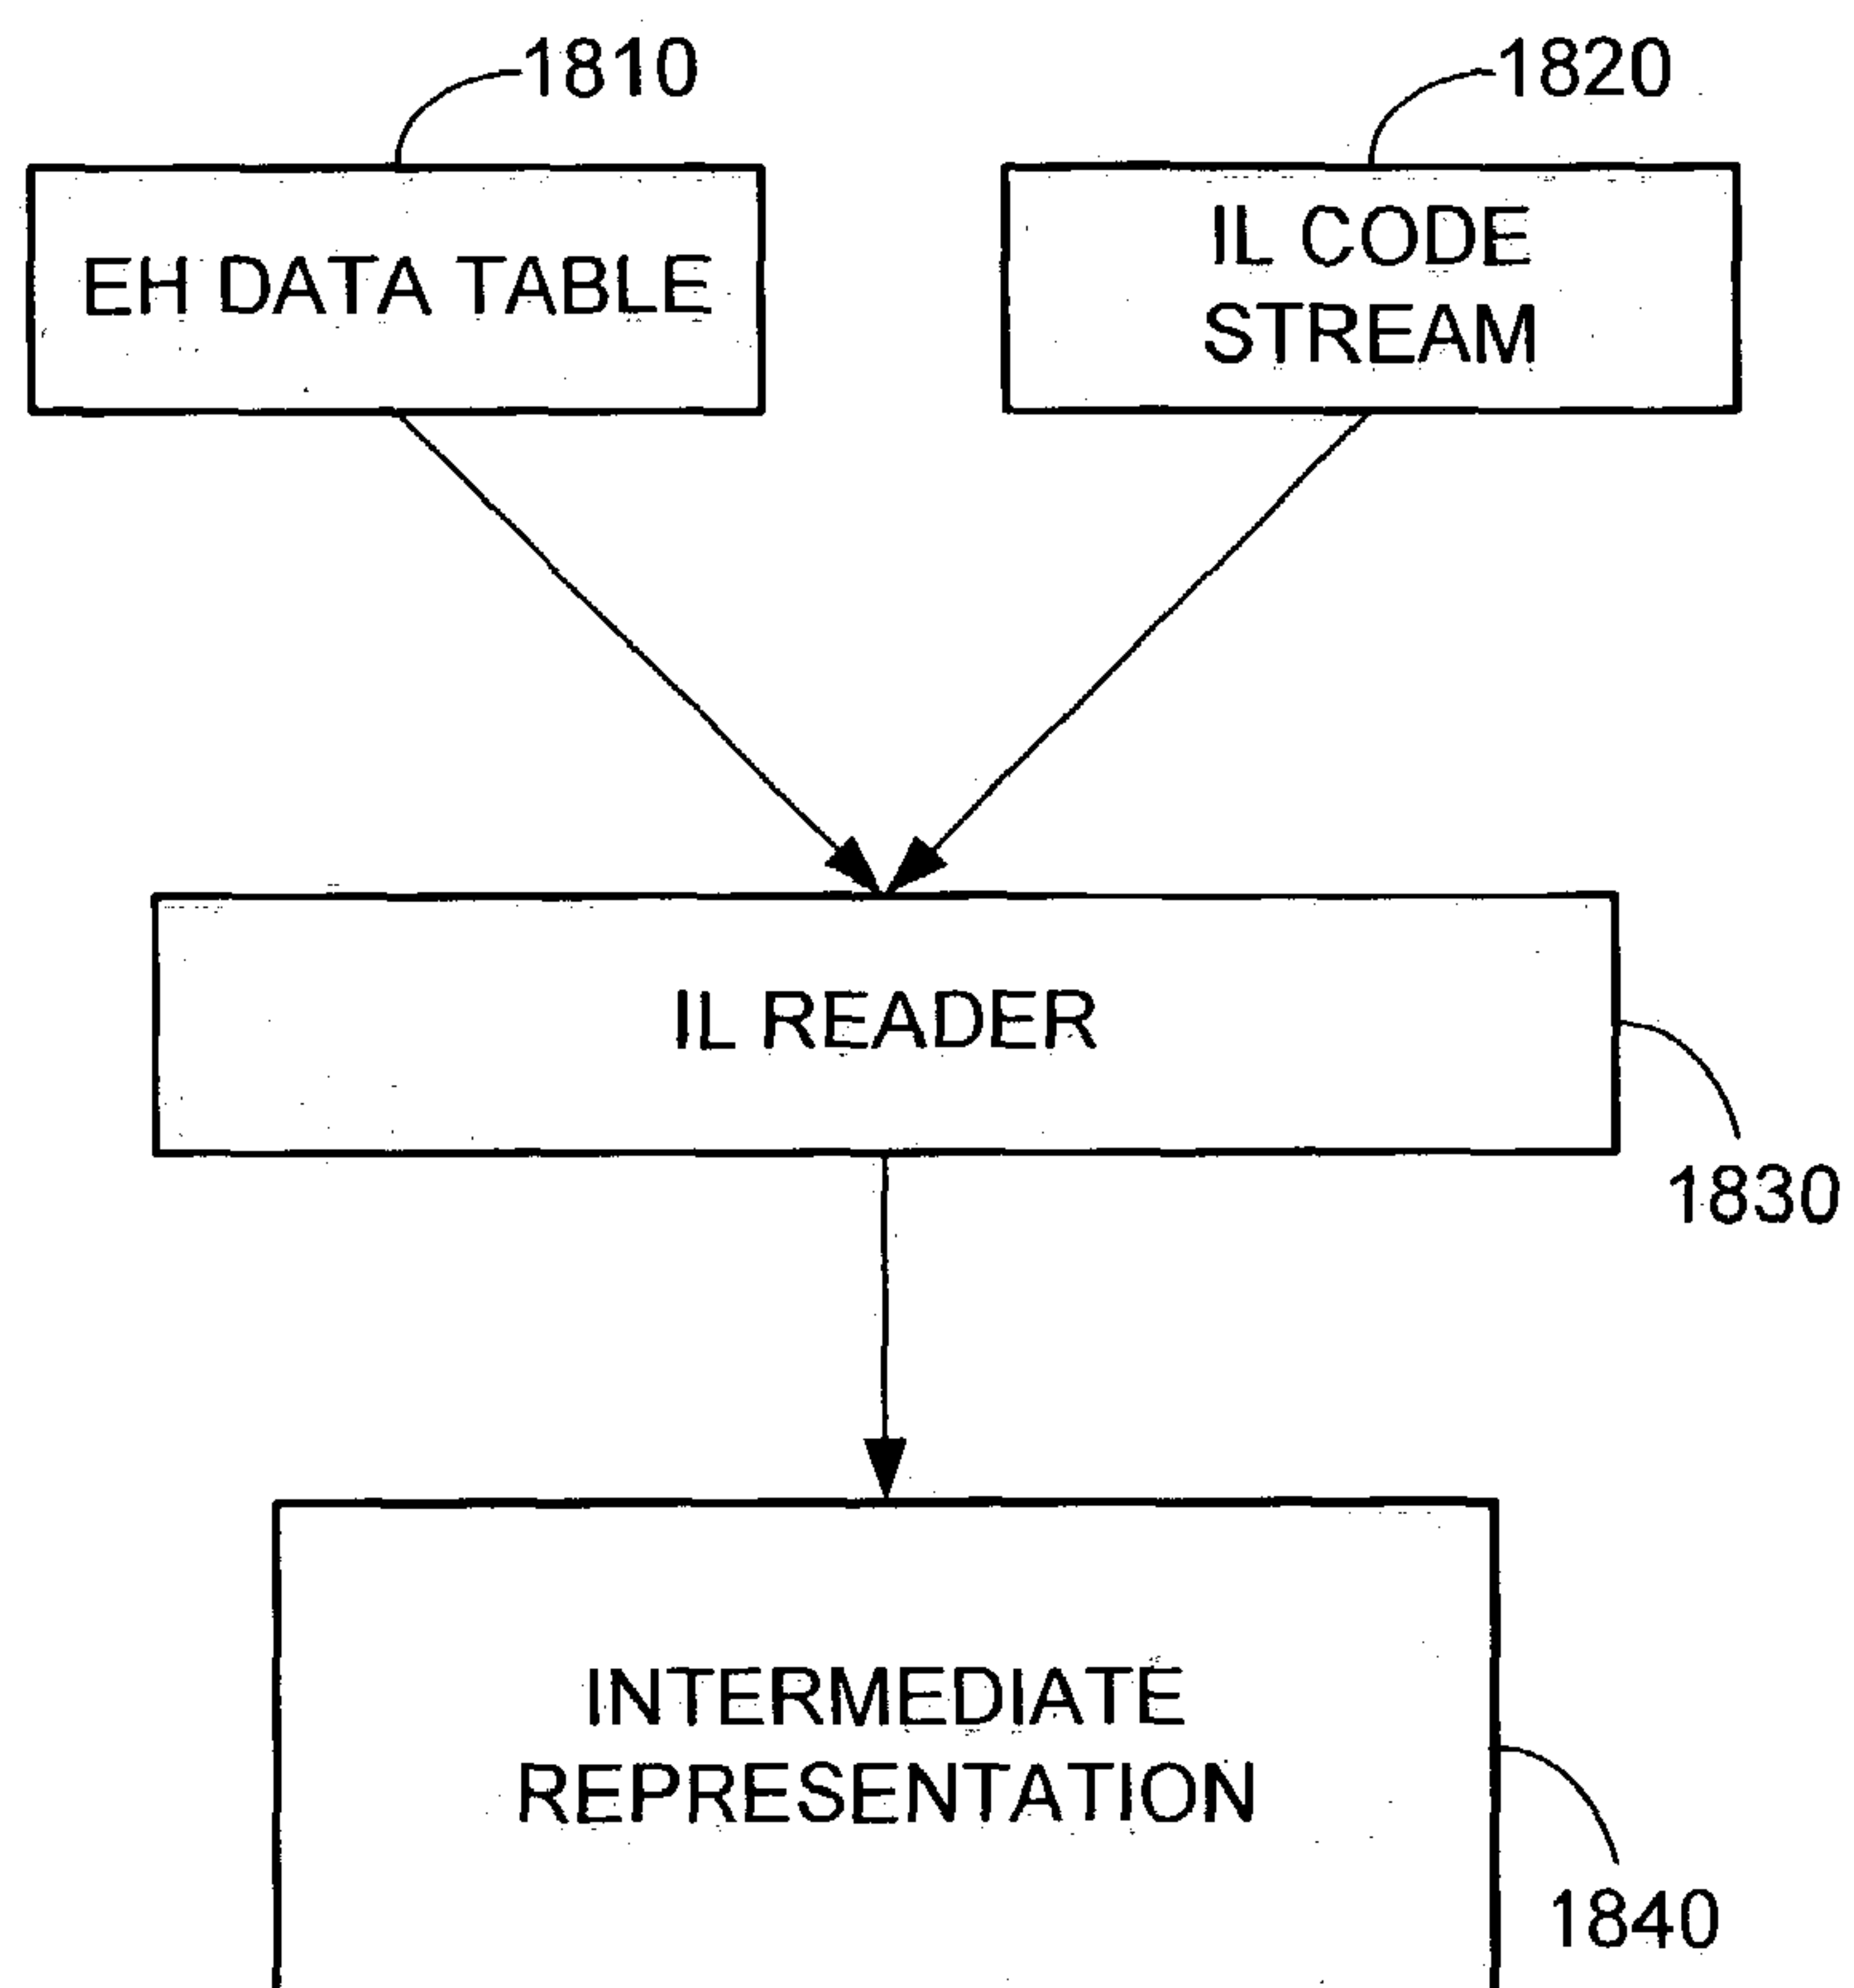 1810
1820
EH DATA TABLE
IL CODE
STREAM
IL READER
1830
INTERMEDIATE
REPRESENTATION
1840